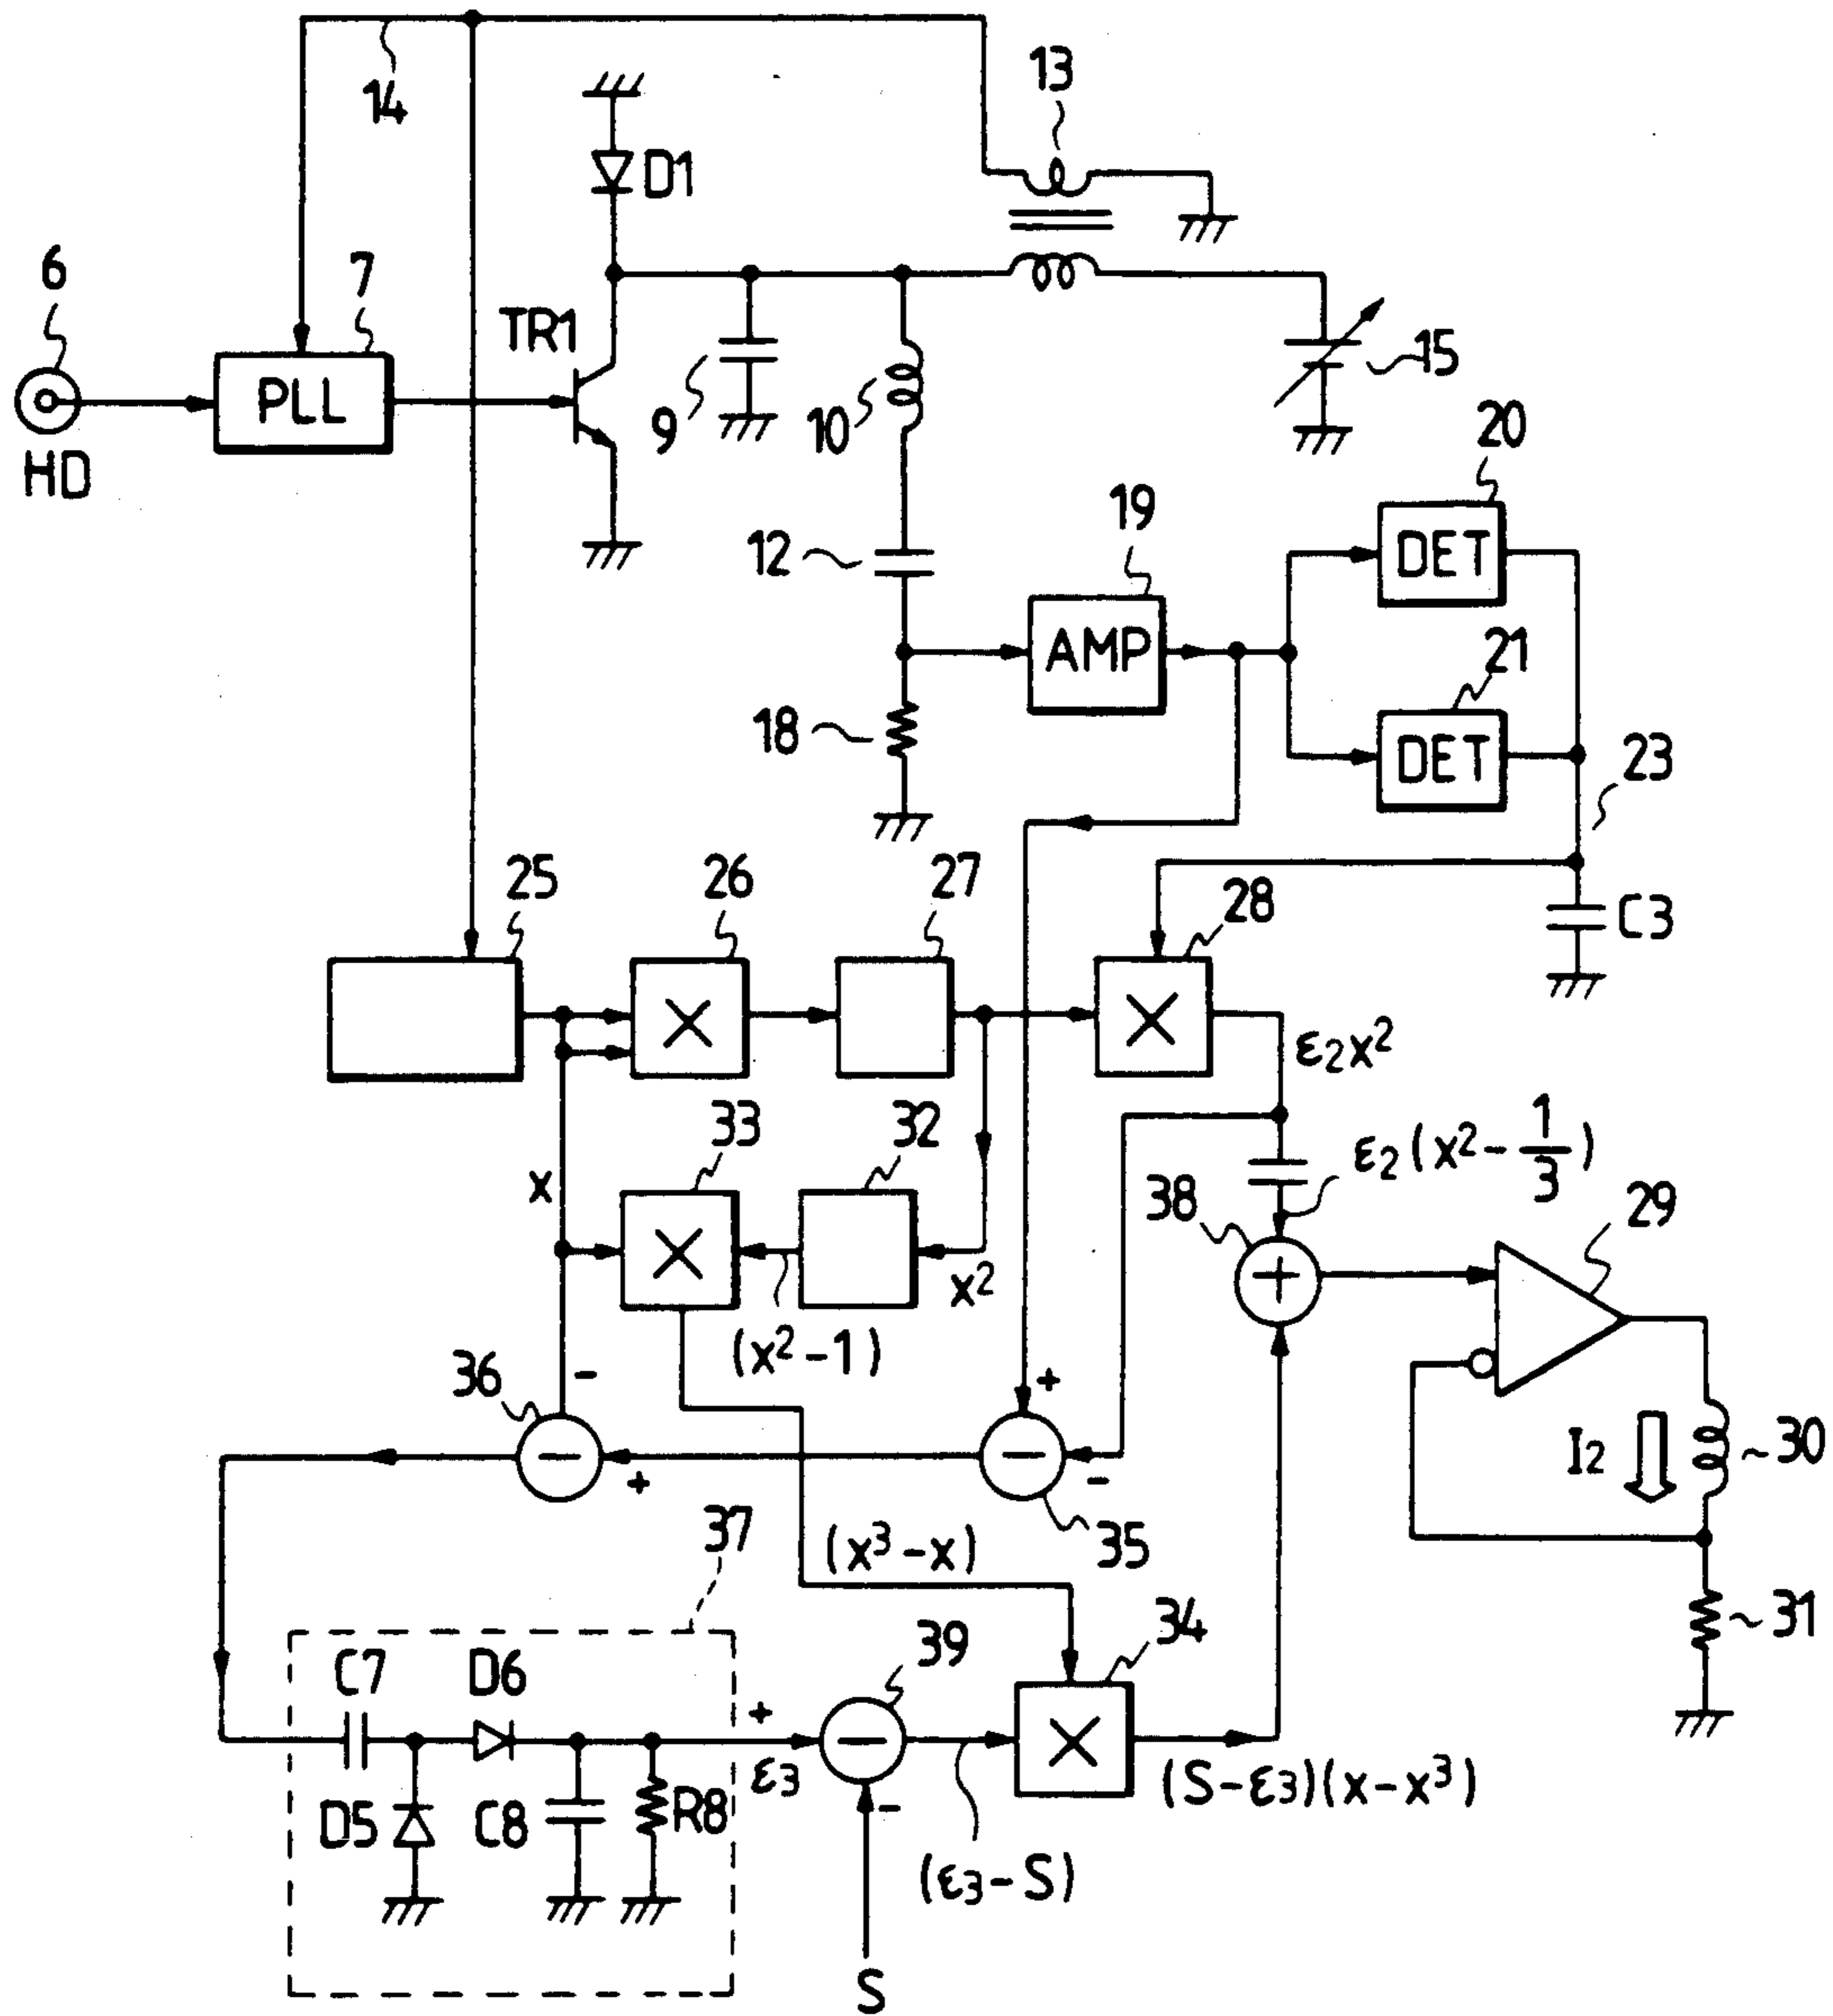 14
13
D1
6
7
TR1
PLL
HD
9
10
15
20
12
19
DET
AMP
21
18
DET
23
25
26
27
28
C3
×
×
ε2x²
33
32
38
ε2(x²-1/3)
29
x
×
x²
+
(x²-1)
36
-
+
-
-
+
-
I2
30
37
(x³-x)
35
31
39
34
C7
D6
+
-
×
ε3
(S-ε3)(x-x³)
D5
C8
R8
-
(ε3-S)
S